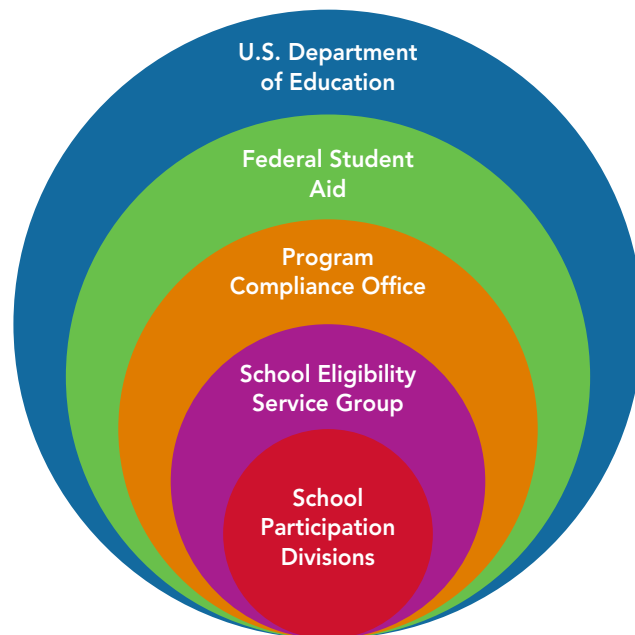 U.S. Department
of Education
Federal Student
Aid
Program
Compliance Office
School Eligibility
Service Group
School
Participation
Divisions